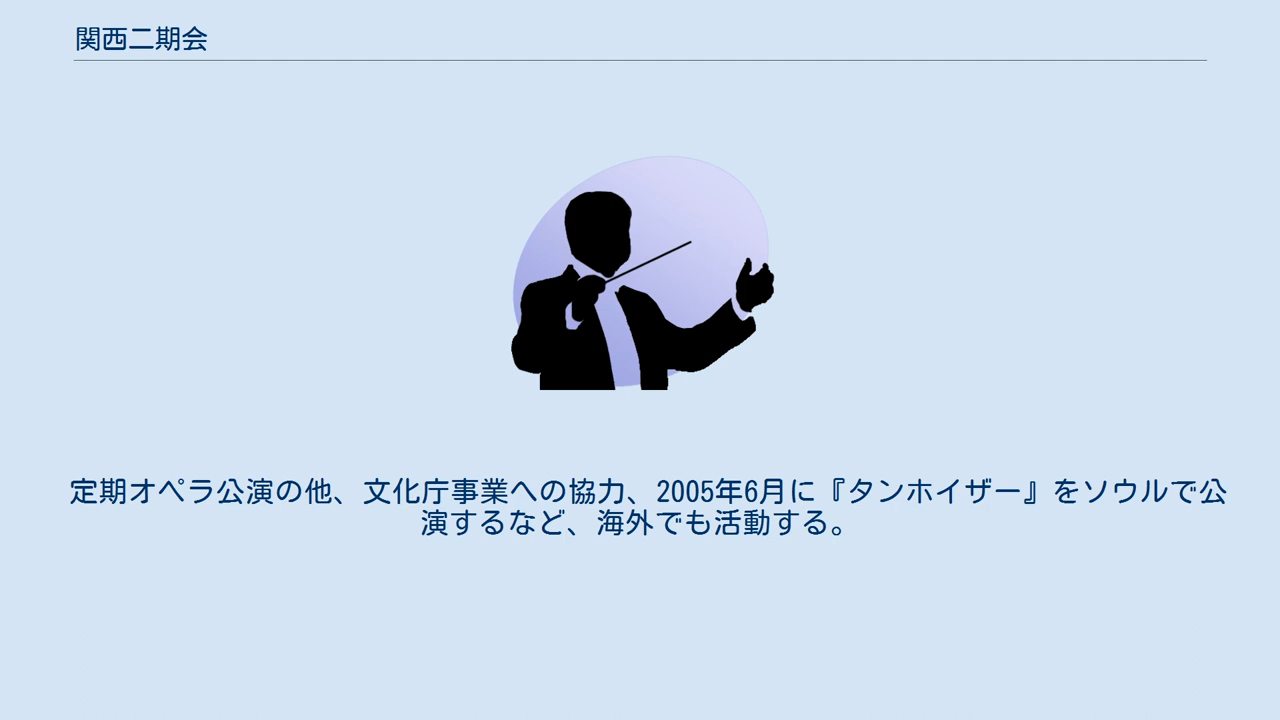 関西二期会
定期オペラ公演の他、文化庁事業への協力、2005年6月に『タンホイザー』をソウルで公
演するなど、海外でも活動する。